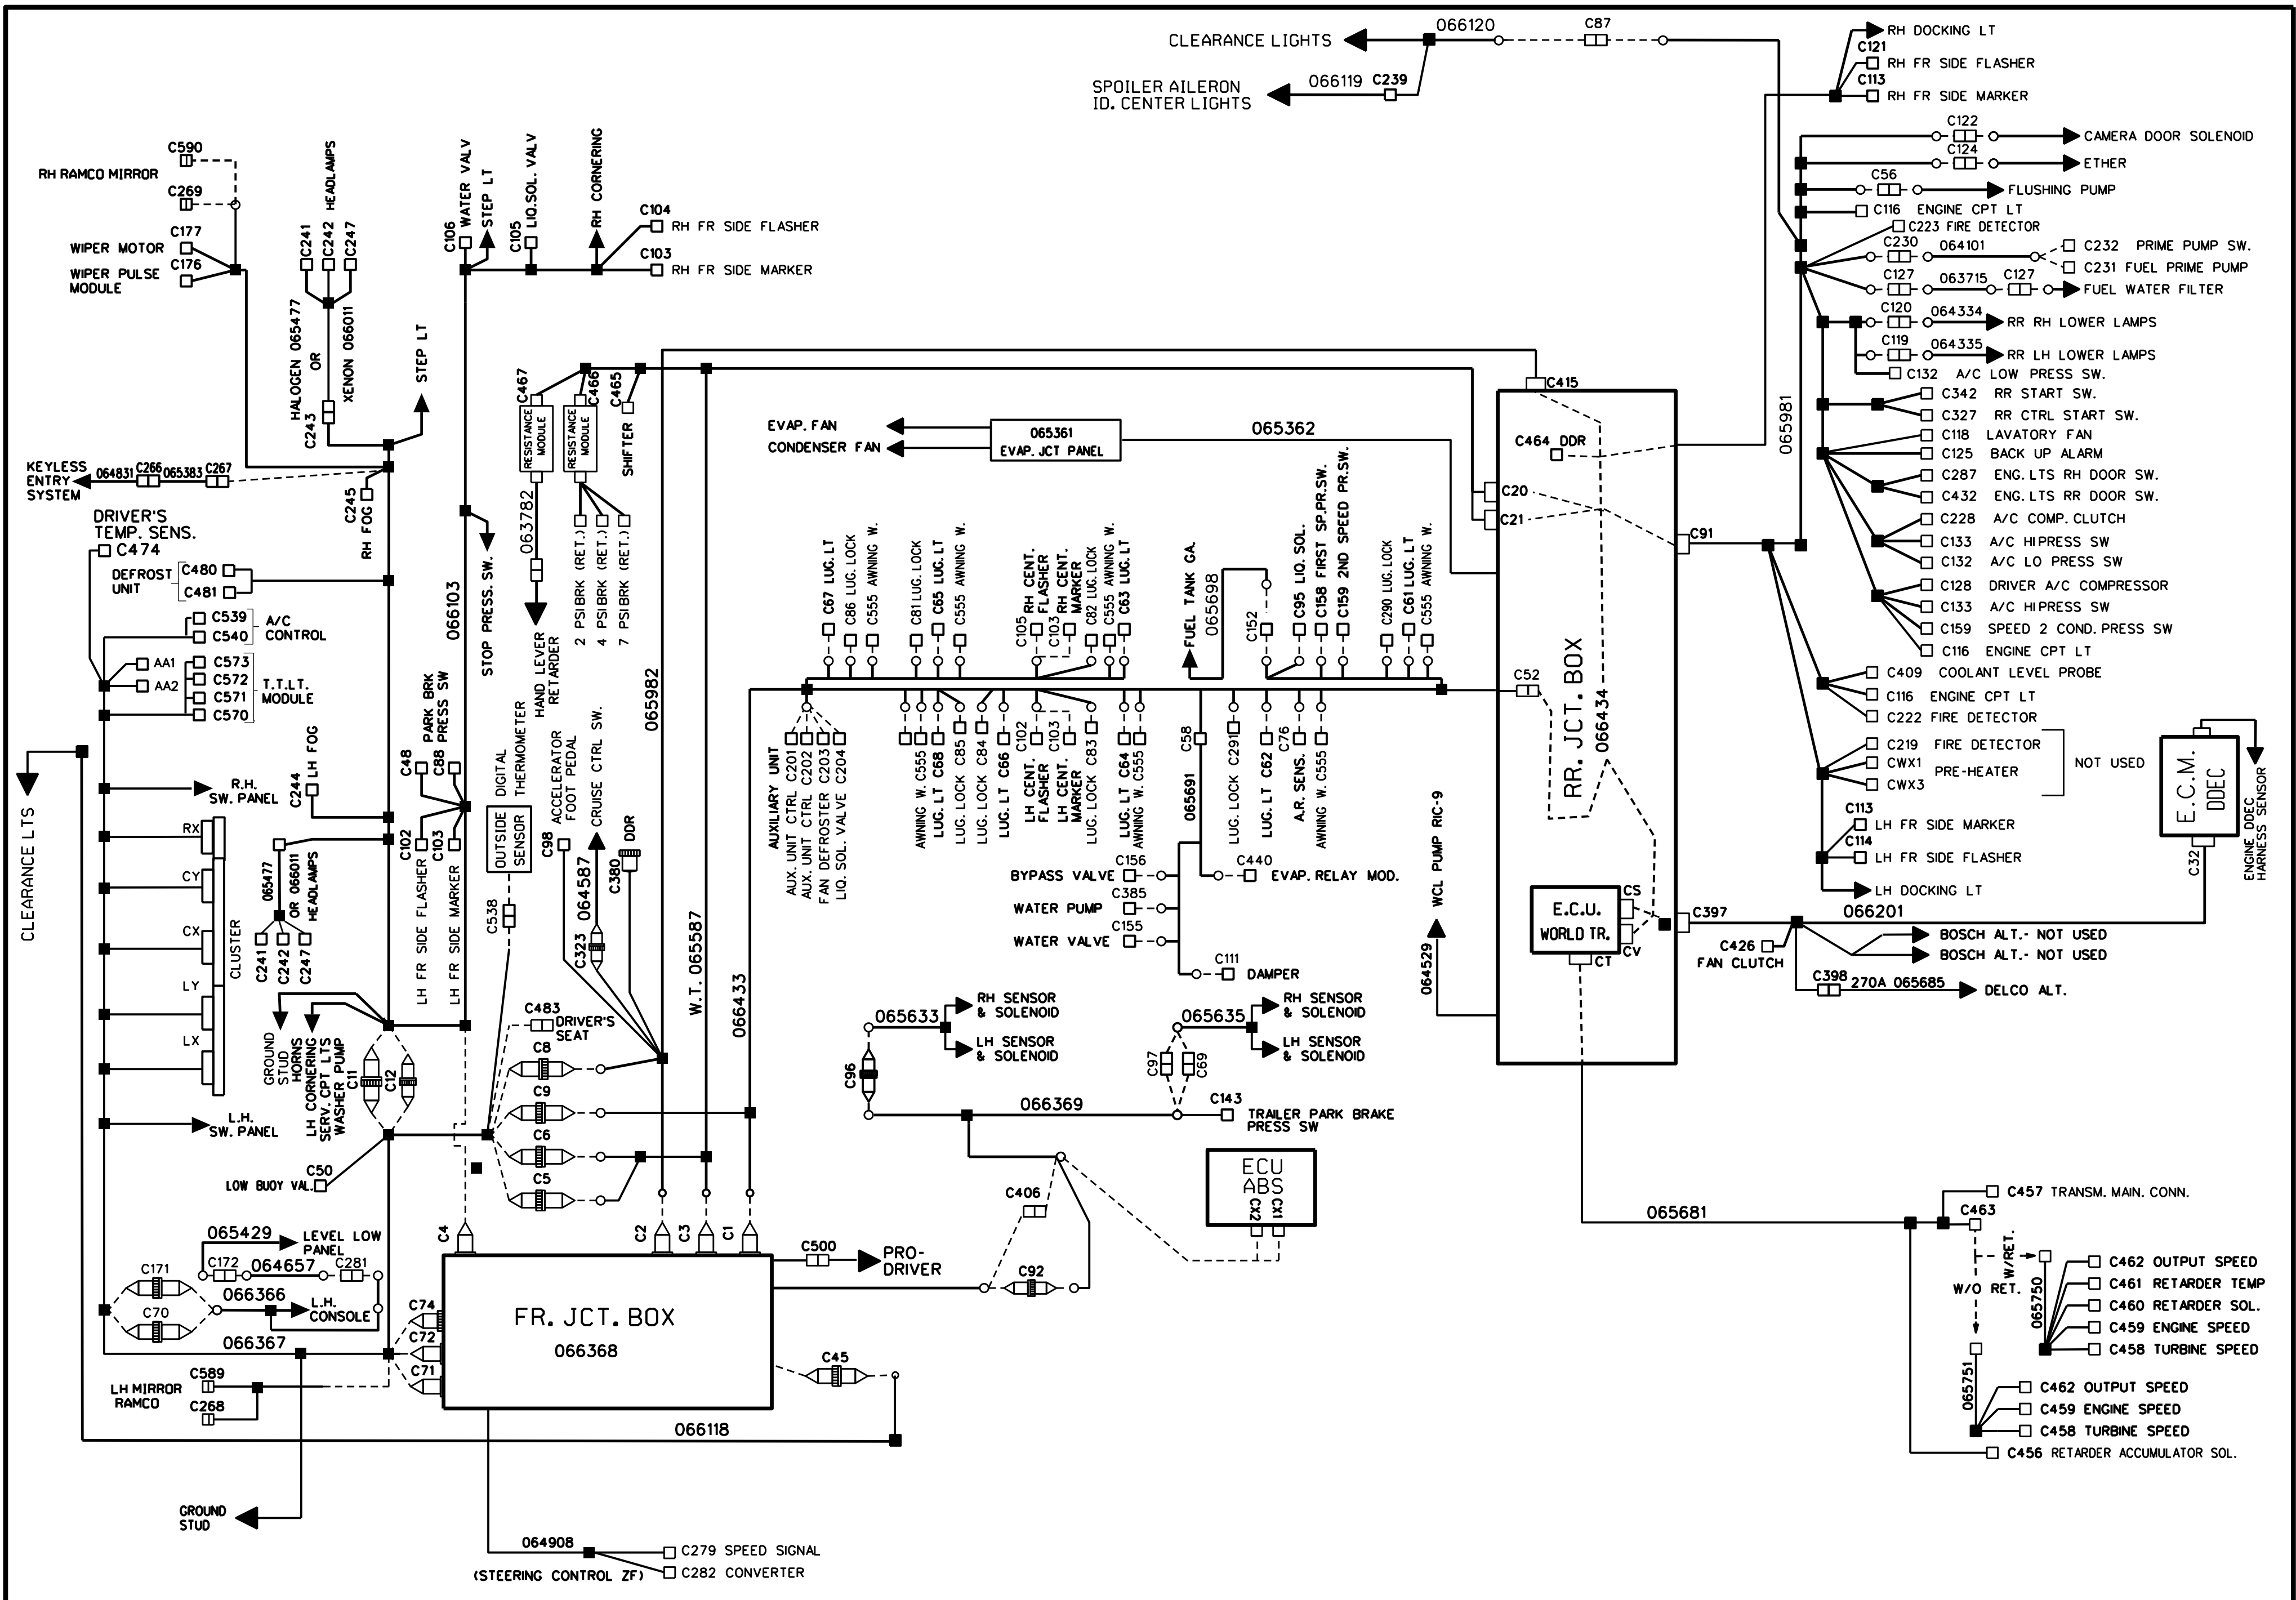 CLEARANCE LIGHTS
066120
C87
SPOILER AILERON
ID. CENTER LIGHTS
066119
C239
RH DOCKING LT
C121
RH FR SIDE FLASHER
C113
RH FR SIDE MARKER
C122
CAMERA DOOR SOLENOID
C124
ETHER
C56
FLUSHING PUMP
C116 ENGINE CPT LT
C223 FIRE DETECTOR
C230
064101
C232 PRIME PUMP SW.
C231 FUEL PRIME PUMP
C127
063715
C127
FUEL WATER FILTER
C120
064334
RR RH LOWER LAMPS
C119
064335
RR LH LOWER LAMPS
C132 A/C LOW PRESS SW.
C342 RR START SW.
C327 RR CTRL START SW.
C118 LAVATORY FAN
C125 BACK UP ALARM
C287 ENG.LTS RH DOOR SW.
C432 ENG.LTS RR DOOR SW.
C228 A/C COMP. CLUTCH
C133 A/C HIPRESS SW
C132 A/C LO PRESS SW
C128 DRIVER A/C COMPRESSOR
C133 A/C HIPRESS SW
C159 SPEED 2 COND. PRESS SW
C116 ENGINE CPT LT
C409 COOLANT LEVEL PROBE
C116 ENGINE CPT LT
C222 FIRE DETECTOR
C219 FIRE DETECTOR
CWX1
PRE-HEATER
CWX3
NOT USED
C113
LH FR SIDE MARKER
C114
LH FR SIDE FLASHER
LH DOCKING LT
065981
C91
E.C.M.
DDEC
C32
ENGINE DDEC
HARNESS SENSOR
C397
066201
C426
FAN CLUTCH
BOSCH ALT.- NOT USED
BOSCH ALT.- NOT USED
C398
270A 065685
DELCO ALT.
C590
RH RAMCO MIRROR
C269
C177
WIPER MOTOR
C176
WIPER PULSE
MODULE
C241
C242 HEADLAMPS
C247
HALOGEN 065477
OR
XENON 066011
C243
STEP LT
KEYLESS
ENTRY
SYSTEM
064831
C266
065383
C267
C245
RH FOG
C106 WATER VALV
STEP LT
C105 LIQ.SOL. VALV
RH CORNERING
C104
RH FR SIDE FLASHER
C103
RH FR SIDE MARKER
DRIVER'S
TEMP. SENS.
C474
DEFROST
UNIT
C480
C481
C539
C540
A/C
CONTROL
AA1
AA2
C573
C572
C571
C570
T.T.LT.
MODULE
CLEARANCE LTS
R.H.
SW. PANEL
C244 LH FOG
RX
CY
CX
LY
LX
CLUSTER
065477
OR 066011
HEADLAMPS
C241
C242
C247
L.H.
SW. PANEL
GROUND
STUD
HORNS
LH CORNERING
SERV. CPT LTS
WASHER PUMP
C11
C12
C48
C88
PARK BRK
PRESS SW
C102
C103
LH FR SIDE FLASHER
LH FR SIDE MARKER
066103
STOP PRESS. SW.
C467
C466
C465
RESISTANCE
MODULE
RESISTANCE
MODULE
SHIFTER
063782
2 PSIBRK (RET.)
4 PSIBRK (RET.)
7 PSIBRK (RET.)
HAND LEVER
RETARDER
065982
DIGITAL
THERMOMETER
OUTSIDE
SENSOR
C538
ACCELERATOR
FOOT PEDAL
C98
CRUISE CTRL SW.
064587
C323
C380 DDR
C483
DRIVER'S
SEAT
C8
C9
C6
C5
W.T. 065587
066433
EVAP. FAN
CONDENSER FAN
065361
EVAP. JCT PANEL
065362
C67 LUG. LT
C86 LUG. LOCK
C555 AWNING W.
C81 LUG. LOCK
C65 LUG. LT
C555 AWNING W.
C105 RH CENT.
FLASHER
C103 RH CENT.
MARKER
C82 LUG. LOCK
C555 AWNING W.
C63 LUG. LT
FUEL TANK GA.
065698
C152
C95 LIQ. SOL.
C158 FIRST SP.PR.SW.
C159 2ND SPEED PR.SW.
C290 LUG.LOCK
C61 LUG. LT
C555 AWNING W.
AUXILIARY UNIT
AUX. UNIT CTRL C201
AUX. UNIT CTRL C202
FAN DEFROSTER C203
LIQ. SOL. VALVE C204
AWNING W. C555
LUG. LT C68
LUG. LOCK C85
LUG. LOCK C84
LUG. LT C66
LH CENT. C102
FLASHER
LH CENT. C103
MARKER
LUG. LOCK C83
LUG. LT C64
AWNING W. C555
C58
065691
LUG. LOCK C291
LUG. LT C62
A.R. SENS. C76
AWNING W. C555
C156
BYPASS VALVE
C385
WATER PUMP
C155
WATER VALVE
C440
EVAP. RELAY MOD.
C111
DAMPER
WCL PUMP RIC-9
064529
C415
C464 DDR
C20
C21
C52
RR. JCT. BOX
066434
E.C.U.
WORLD TR.
CS
CV
CT
065633
RH SENSOR
& SOLENOID
LH SENSOR
& SOLENOID
C96
065635
RH SENSOR
& SOLENOID
LH SENSOR
& SOLENOID
C97
C69
066369
C143
TRAILER PARK BRAKE
PRESS SW
ECU
ABS
CX2
CX1
C406
C92
C50
LOW BUOY VAL.
C4
C2
C3
C1
C500
PRO-
DRIVER
FR. JCT. BOX
066368
C74
C72
C71
C45
065429
LEVEL LOW
PANEL
C172
064657
C281
C171
C70
066366
L.H.
CONSOLE
066367
C589
LH MIRROR
RAMCO
C268
066118
GROUND
STUD
064908
(STEERING CONTROL ZF)
C279 SPEED SIGNAL
C282 CONVERTER
065681
C457 TRANSM. MAIN. CONN.
C463
W/RET.
W/O RET.
065750
C462 OUTPUT SPEED
C461 RETARDER TEMP
C460 RETARDER SOL.
C459 ENGINE SPEED
C458 TURBINE SPEED
065751
C462 OUTPUT SPEED
C459 ENGINE SPEED
C458 TURBINE SPEED
C456 RETARDER ACCUMULATOR SOL.